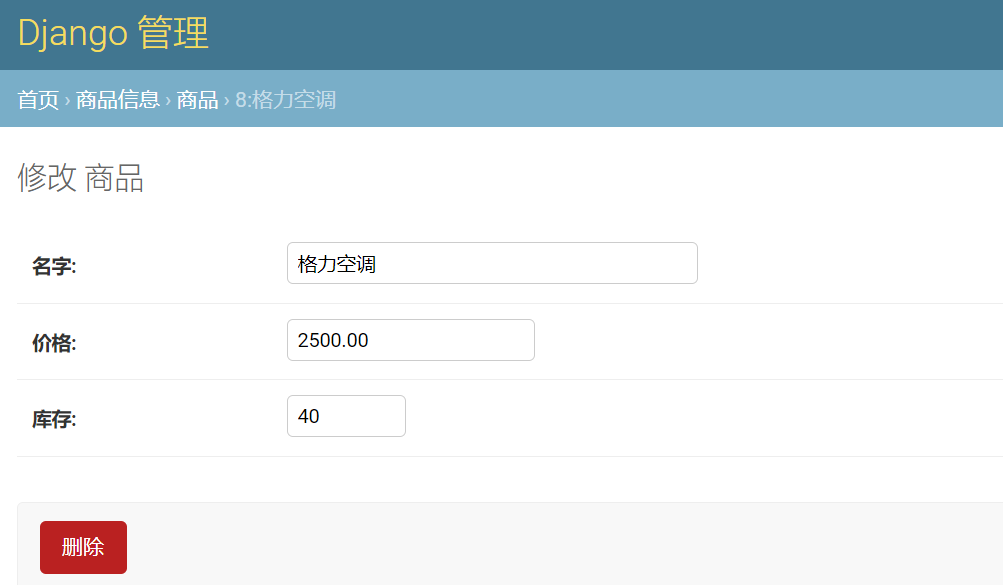 Django 管理
首页 › 商品信息 › 商品 › 8:格力空调
修改 商品
名字: 格力空调
价格: 2500.00
库存: 40
删除